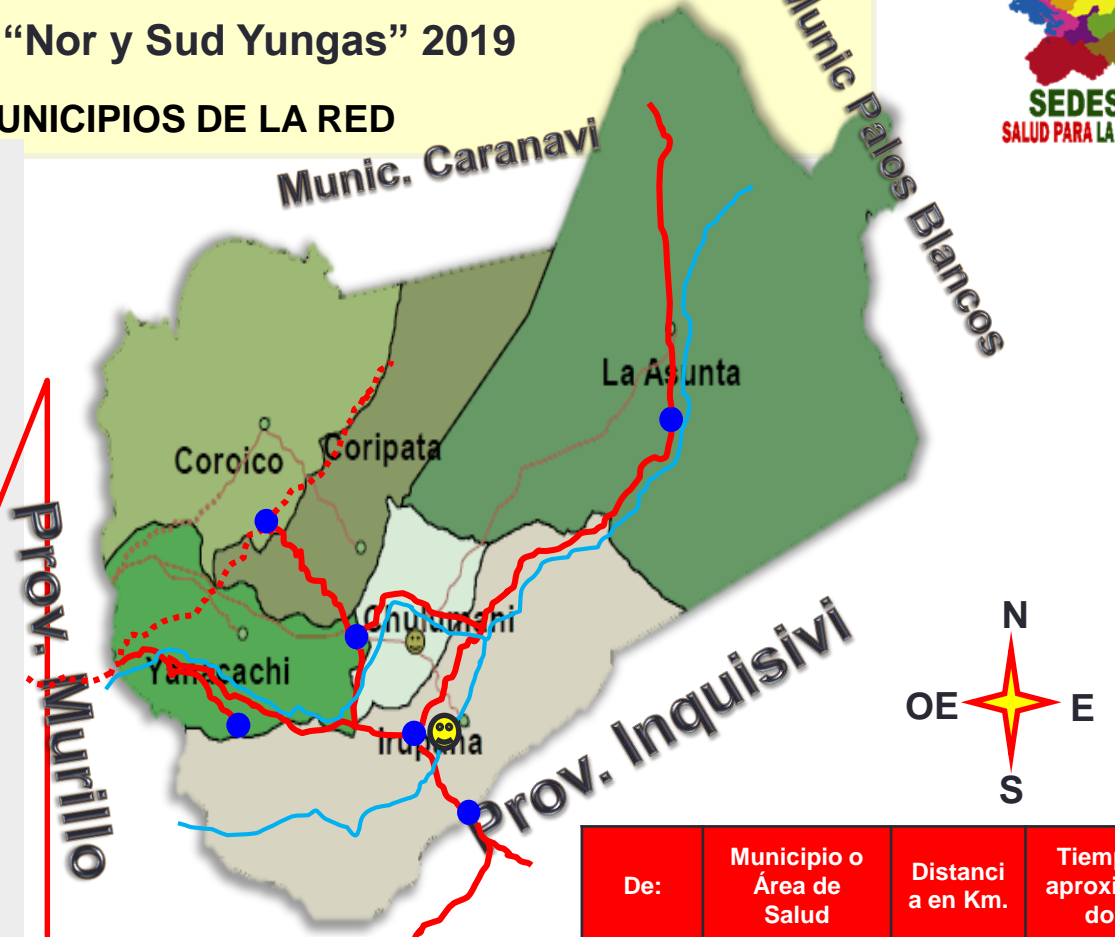 “Nor y Sud Yungas” 2019
UNICIPIOS DE LA RED
SEDES
SALUD PARA LA
Munic. Caranavi
Munic Palos Blancos
La Asunta
Coroico
Coripata
Chulumani
Yanacachi
Irupana
Prov. Murillo
Prov. Inquisivi
N
OE
E
S
De:
Municipio o
Área de
Salud
Distanci
a en Km.
Tiem
aproxi
do